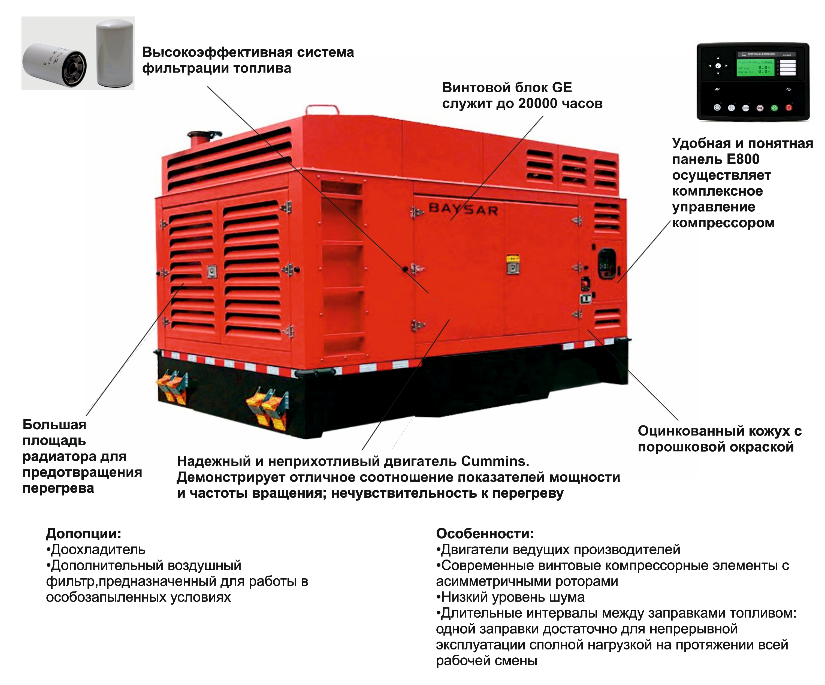 Высокоэффективная система
фильтрации топлива
Винтовой блок GE
служит до 20000 часов
Удобная и понятная
панель E800
осуществляет
комплексное
управление
компрессором
BAYSAR
Большая
площадь
радиатора для
предотвращения
перегрева
Оцинкованный кожух с
порошковой окраской
Надежный и неприхотливый двигатель Cummins.
Демонстрирует отличное соотношение показателей мощности
и частоты вращения; нечувствительность к перегреву
Допопции:
•Доохладитель
•Дополнительный воздушный
фильтр,предназначенный для работы в
особозапыленных условиях
Особенности:
•Двигатели ведущих производителей
•Современные винтовые компрессорные элементы с
асимметричными роторами
•Низкий уровень шума
•Длительные интервалы между заправками топливом:
одной заправки достаточно для непрерывной
эксплуатации сполной нагрузкой на протяжении всей
рабочей смены